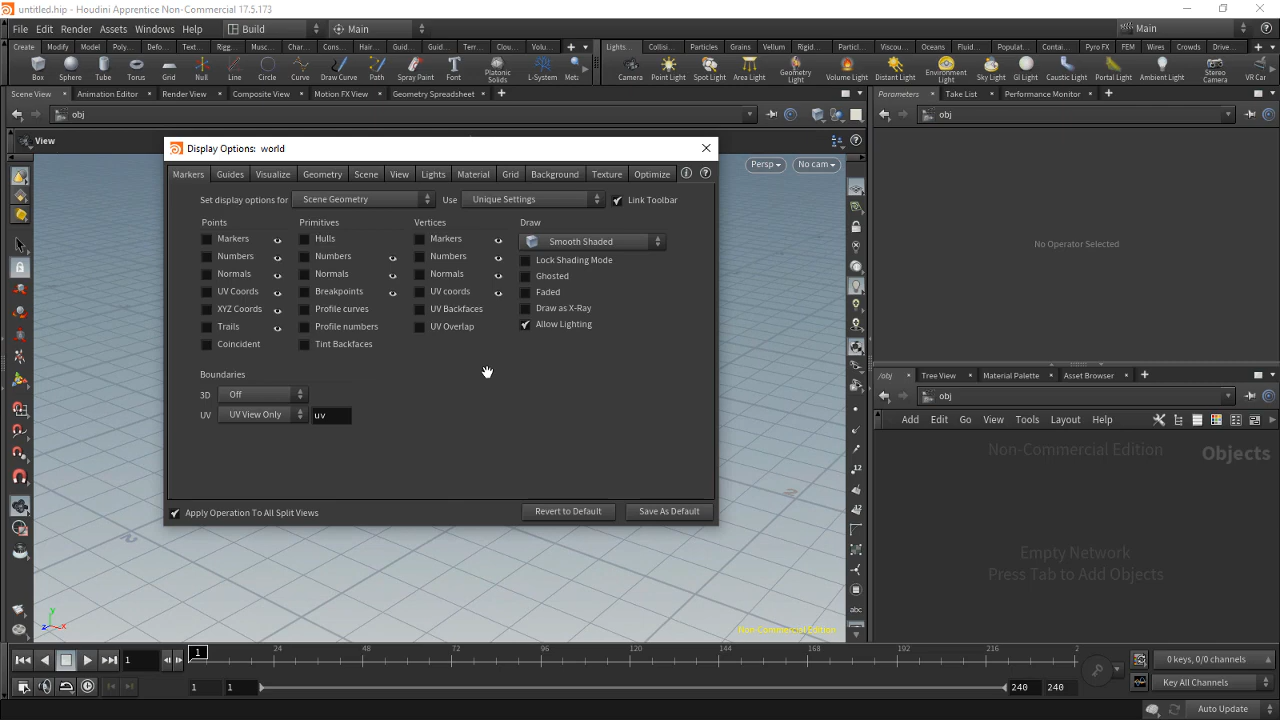 untitled.hip - Houdini Apprentice Non-Commercial 17.5.173
File Edit Render Assets Windows Help Build Main Main
Create Modify Model Poly... Defo... Text... Rigg... Musc... Char... Cons... Hair... Guid... Guid... Terr... Clou... Volu... Lights... Collisi... Particles Grains Vellum Rigid... Particl... Viscou... Oceans Fluid... Populat... Contai... Pyro FX FEM Wires Crowds Drive...
Box Sphere Tube Torus Grid Null Line Circle Curve Draw Curve Path Spray Paint Font Platonic Solids L-System Camera Point Light Spot Light Area Light Geometry Light Volume Light Distant Light Environment Light Sky Light GI Light Caustic Light Portal Light Ambient Light Stereo Camera VR Car
Scene View Animation Editor Render View Composite View Motion FX View Geometry Spreadsheet Parameters Take List Performance Monitor
obj obj
View
Display Options: world
Persp No cam
Markers Guides Visualize Geometry Scene View Lights Material Grid Background Texture Optimize
Set display options for Scene Geometry Use Unique Settings Link Toolbar
Points Primitives Vertices Draw
Markers Hulls Markers Smooth Shaded
Numbers Numbers Numbers Lock Shading Mode
Normals Normals Normals Ghosted
UV Coords Breakpoints UV coords Faded
XYZ Coords Profile curves UV Backfaces Draw as X-Ray
Trails Profile numbers UV Overlap Allow Lighting
Coincident Tint Backfaces
Boundaries
3D Off
UV UV View Only uv
Apply Operation To All Split Views Revert to Default Save As Default
No Operator Selected
/obj Tree View Material Palette Asset Browser
obj
Add Edit Go View Tools Layout Help
Non-Commercial Edition Objects
Empty Network
Press Tab to Add Objects
12
12
abc
y
z x
Non-Commercial Edition
1 1 24 48 72 96 120 144 168 192 216 2
0 keys, 0/0 channels
1 1 240 240 Key All Channels
Auto Update